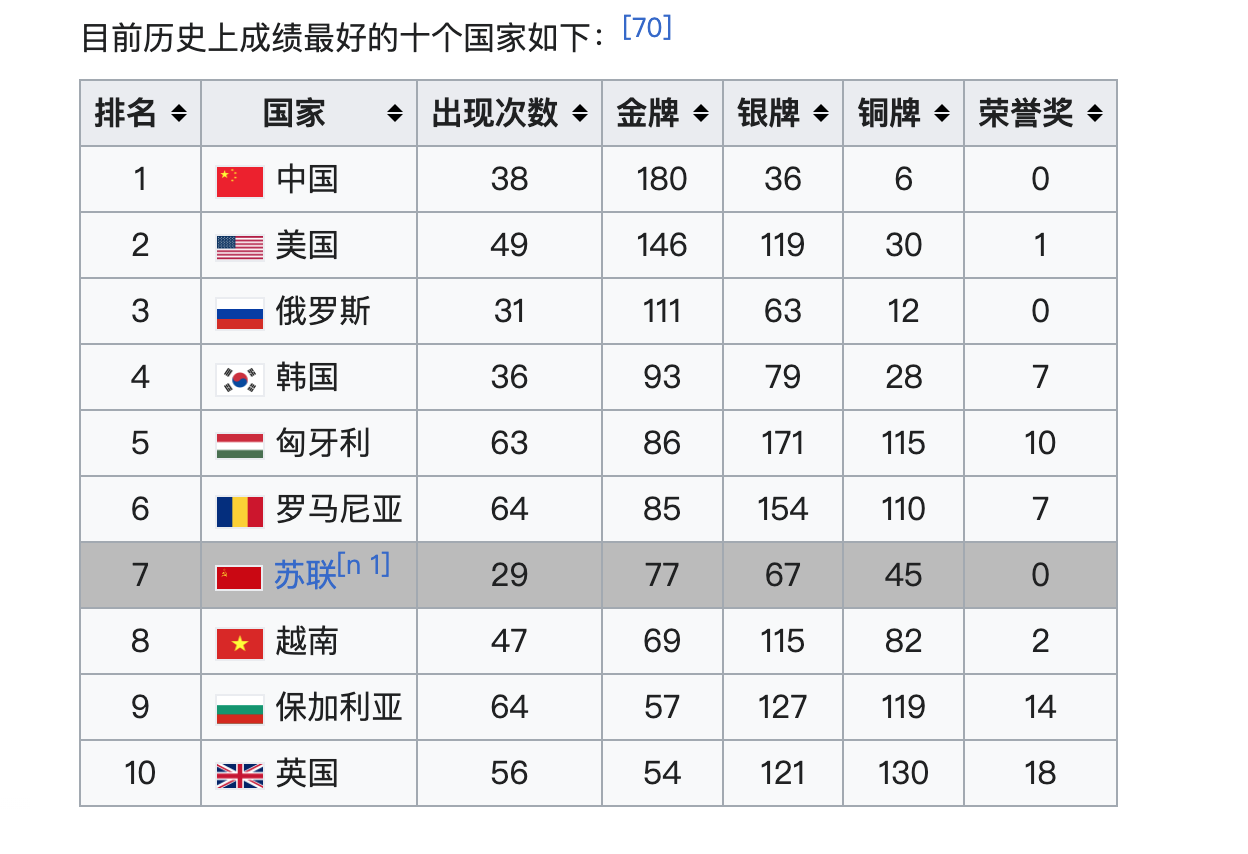 目前历史上成绩最好的十个国家如下：[70]
排名 国家 出现次数 金牌 银牌 铜牌 荣誉奖
1 中国 38 180 36 6 0
2 美国 49 146 119 30 1
3 俄罗斯 31 111 63 12 0
4 韩国 36 93 79 28 7
5 匈牙利 63 86 171 115 10
6 罗马尼亚 64 85 154 110 7
7 苏联[n 1] 29 77 67 45 0
8 越南 47 69 115 82 2
9 保加利亚 64 57 127 119 14
10 英国 56 54 121 130 18